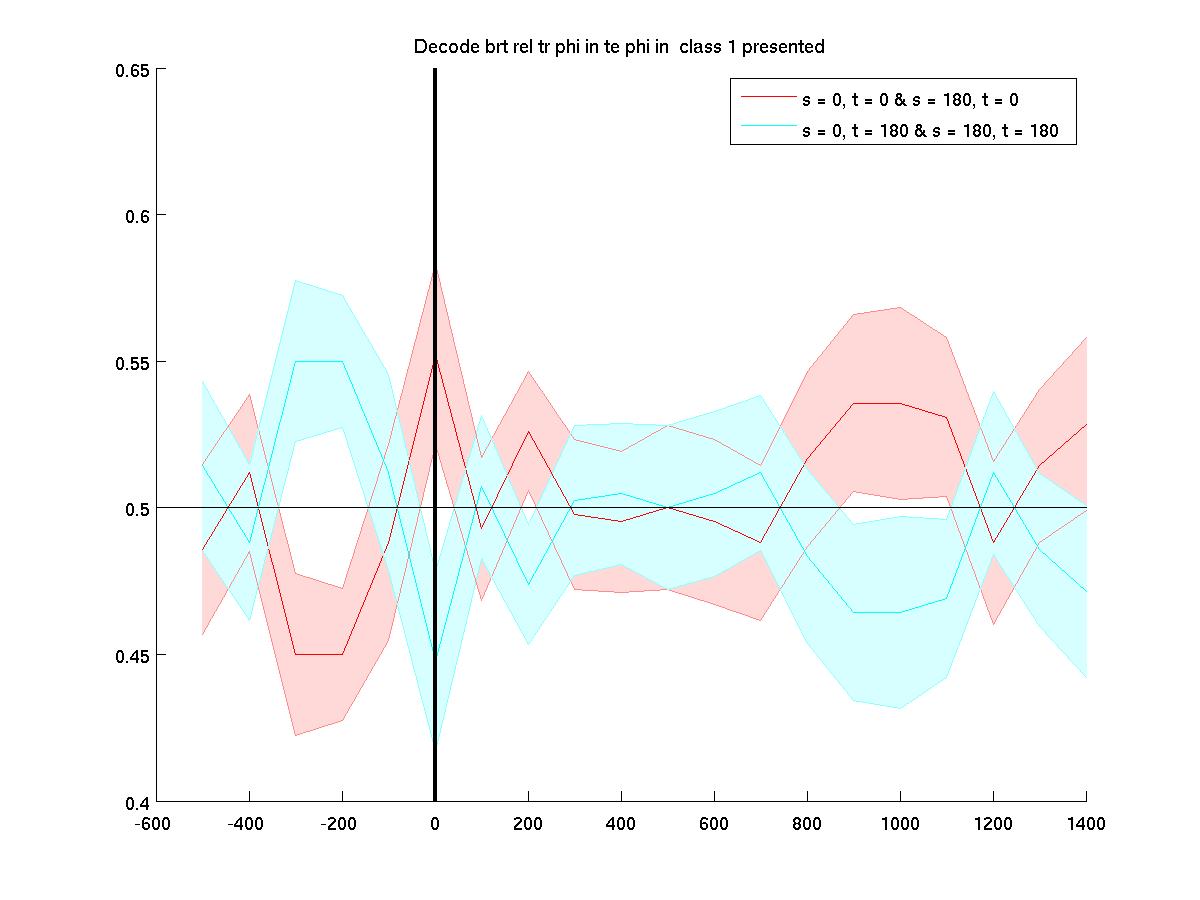 Decode brt rel tr phi in te phi in  class 1 presented
s = 0, t = 0 & s = 180, t = 0
s = 0, t = 180 & s = 180, t = 180
0.65
0.6
0.55
0.5
0.45
0.4
-600 -400 -200 0 200 400 600 800 1000 1200 1400